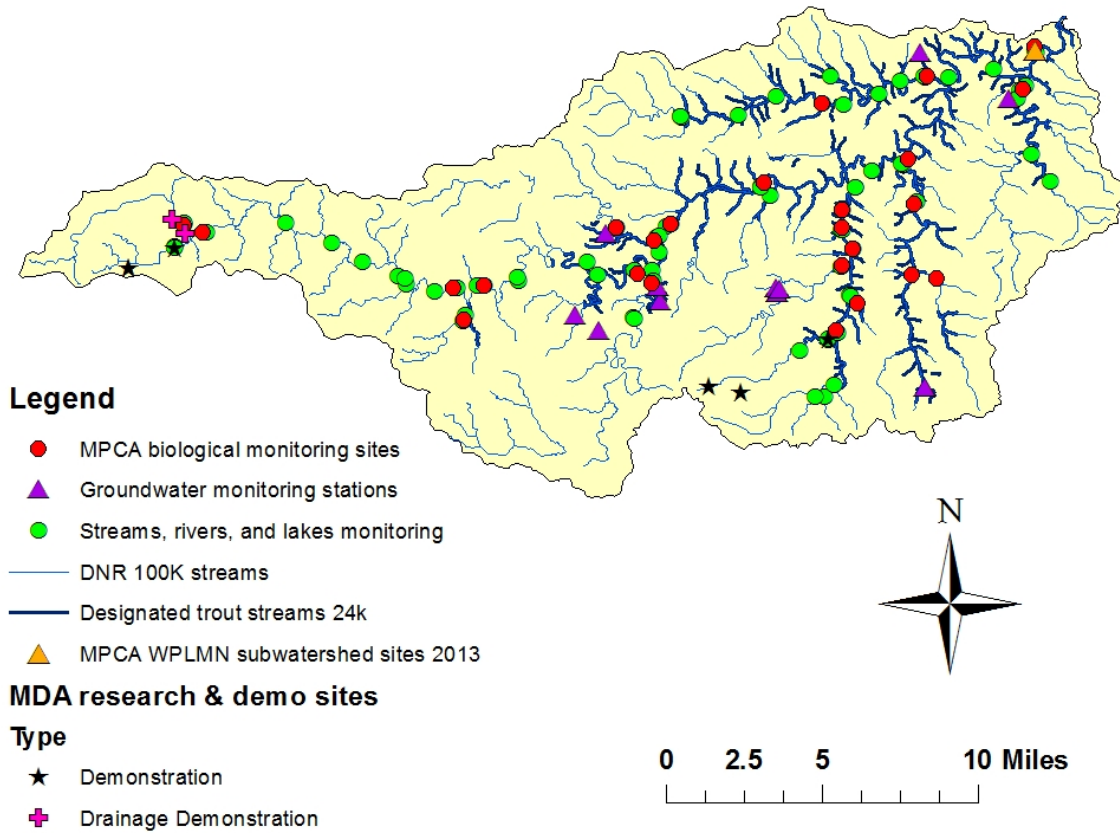 Legend
MPCA biological monitoring sites
Groundwater monitoring stations
Streams, rivers, and lakes monitoring
DNR 100K streams
Designated trout streams 24k
MPCA WPLMN subwatershed sites 2013
MDA research & demo sites
Type
Demonstration
Drainage Demonstration
N
0 2.5 5 10 Miles